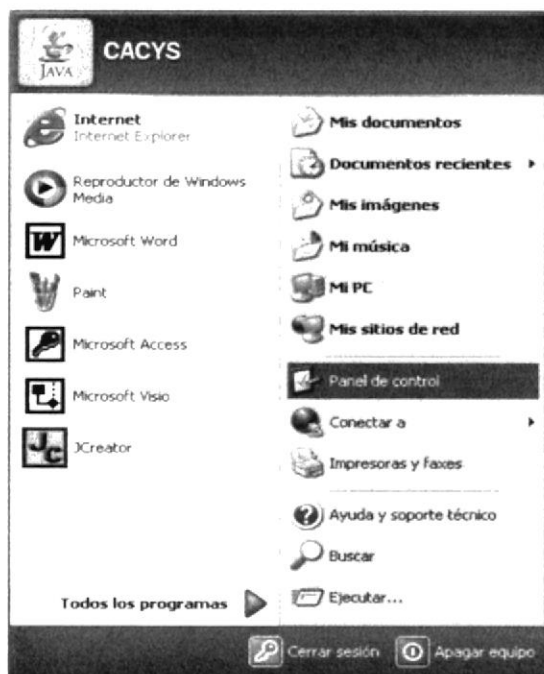 JAVA
CACYS
Internet
Internet Explorer
Reproductor de Windows
Media
Microsoft Word
Paint
Microsoft Access
Microsoft Visio
JCreator
Todos los programas
Mis documentos
Documentos recientes
Mis imágenes
Mi música
Mi PC
Mis sitios de red
Panel de control
Conectar a
Impresoras y faxes
Ayuda y soporte técnico
Buscar
Ejecutar...
Cerrar sesión
Apagar equipo